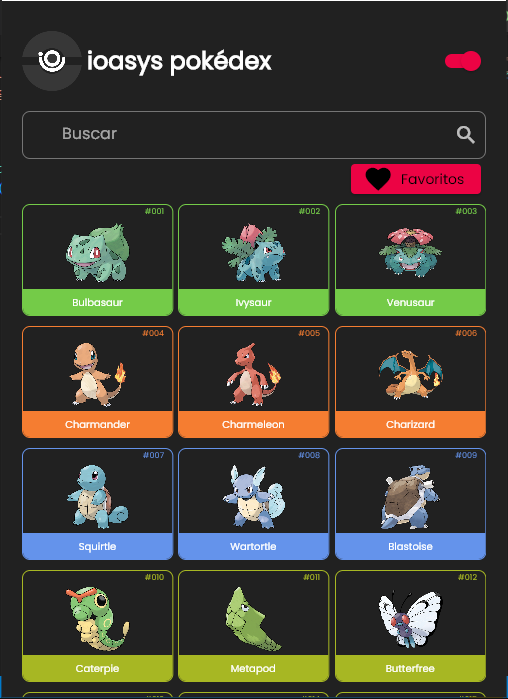 ioasys pokédex
Buscar
Favoritos
#001 #002 #003
Bulbasaur Ivysaur Venusaur
#004 #005 #006
Charmander Charmeleon Charizard
#007 #008 #009
Squirtle Wartortle Blastoise
#010 #011 #012
Caterpie Metapod Butterfree